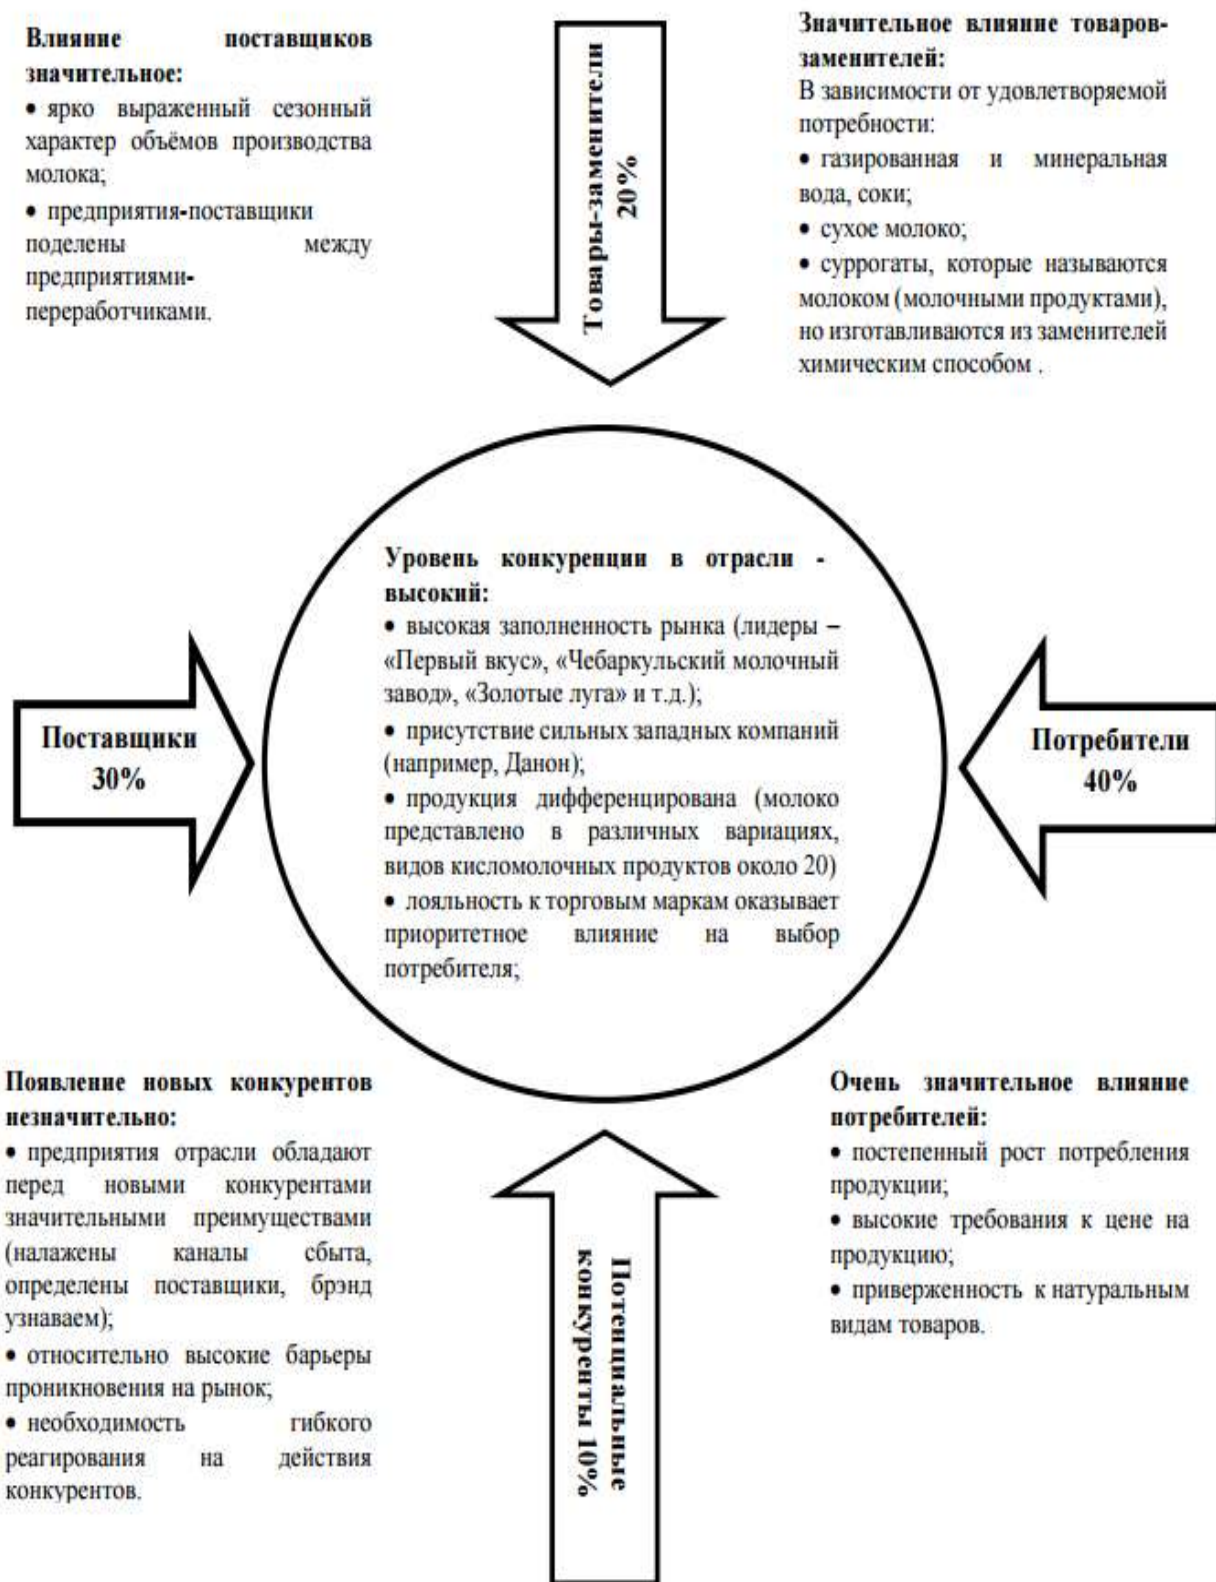 Влияние поставщиков
значительное:
• ярко выраженный сезонный
характер объёмов производства
молока;
• предприятия-поставщики
поделены между
предприятиями-
переработчиками.
Товары-заменители
20%
Значительное влияние товаров-
заменителей:
В зависимости от удовлетворяемой
потребности:
• газированная и минеральная
вода, соки;
• сухое молоко;
• суррогаты, которые называются
молоком (молочными продуктами),
но изготавливаются из заменителей
химическим способом .
Поставщики
30%
Уровень конкуренции в отрасли -
высокий:
• высокая заполненность рынка (лидеры –
«Первый вкус», «Чебаркульский молочный
завод», «Золотые луга» и т.д.);
• присутствие сильных западных компаний
(например, Данон);
• продукция дифференцирована (молоко
представлено в различных вариациях,
видов кисломолочных продуктов около 20)
• лояльность к торговым маркам оказывает
приоритетное влияние на выбор
потребителя;
Потребители
40%
Появление новых конкурентов
незначительно:
• предприятия отрасли обладают
перед новыми конкурентами
значительными преимуществами
(налажены каналы сбыта,
определены поставщики, брэнд
узнаваем);
• относительно высокие барьеры
проникновения на рынок;
• необходимость гибкого
реагирования на действия
конкурентов.
Потенциальные
конкуренты 10%
Очень значительное влияние
потребителей:
• постепенный рост потребления
продукции;
• высокие требования к цене на
продукцию;
• приверженность к натуральным
видам товаров.